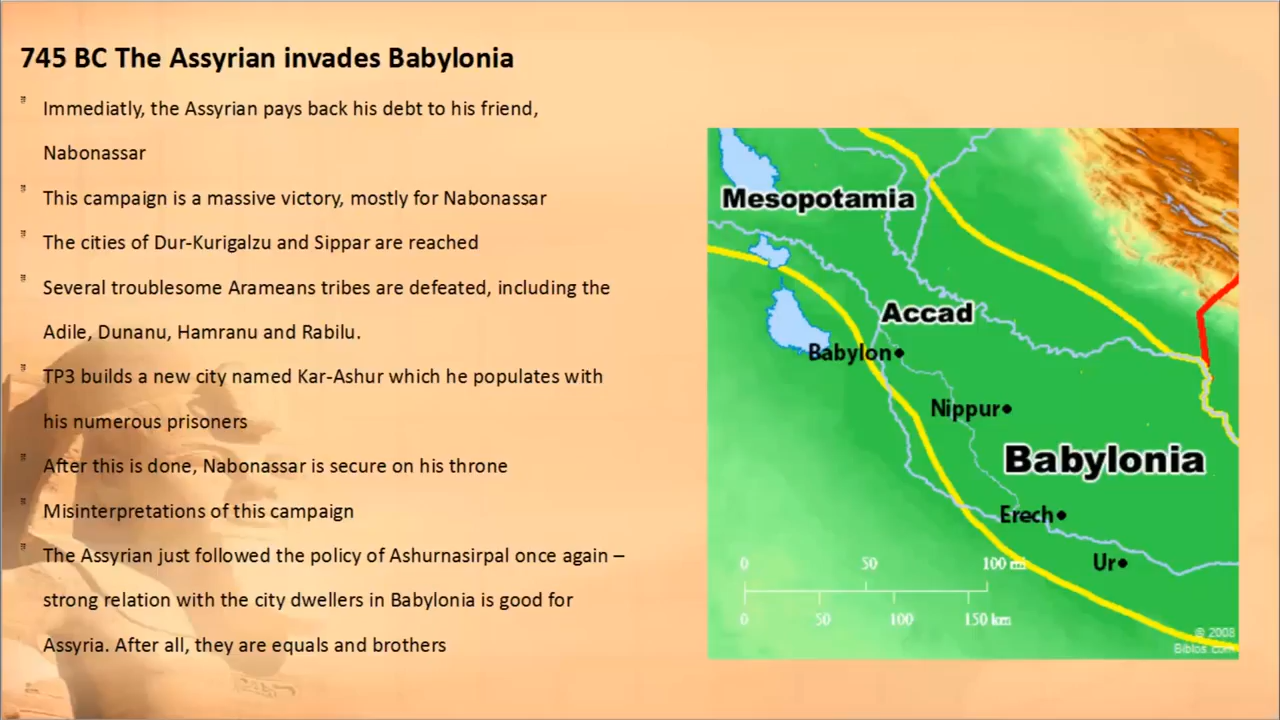 745 BC The Assyrian invades Babylonia
Immediatly, the Assyrian pays back his debt to his friend,
Nabonassar
This campaign is a massive victory, mostly for Nabonassar
The cities of Dur-Kurigalzu and Sippar are reached
Several troublesome Arameans tribes are defeated, including the
Adile, Dunanu, Hamranu and Rabilu.
TP3 builds a new city named Kar-Ashur which he populates with
his numerous prisoners
After this is done, Nabonassar is secure on his throne
Misinterpretations of this campaign
The Assyrian just followed the policy of Ashurnasirpal once again –
strong relation with the city dwellers in Babylonia is good for
Assyria. After all, they are equals and brothers
Mesopotamia
Accad
Babylon
Nippur
Babylonia
Erech
Ur
0 50 100 mi
0 50 100 150 km
© 2008
Biblos.com